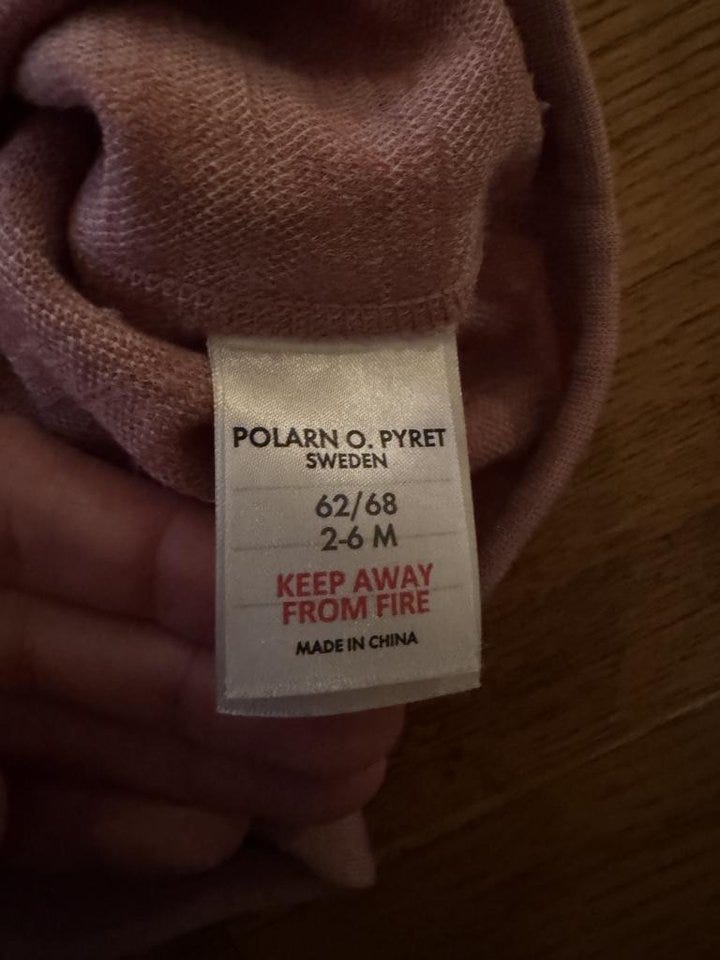 POLARN O. PYRET
SWEDEN
62/68
2-6 M
KEEP AWAY
FROM FIRE
MADE IN CHINA